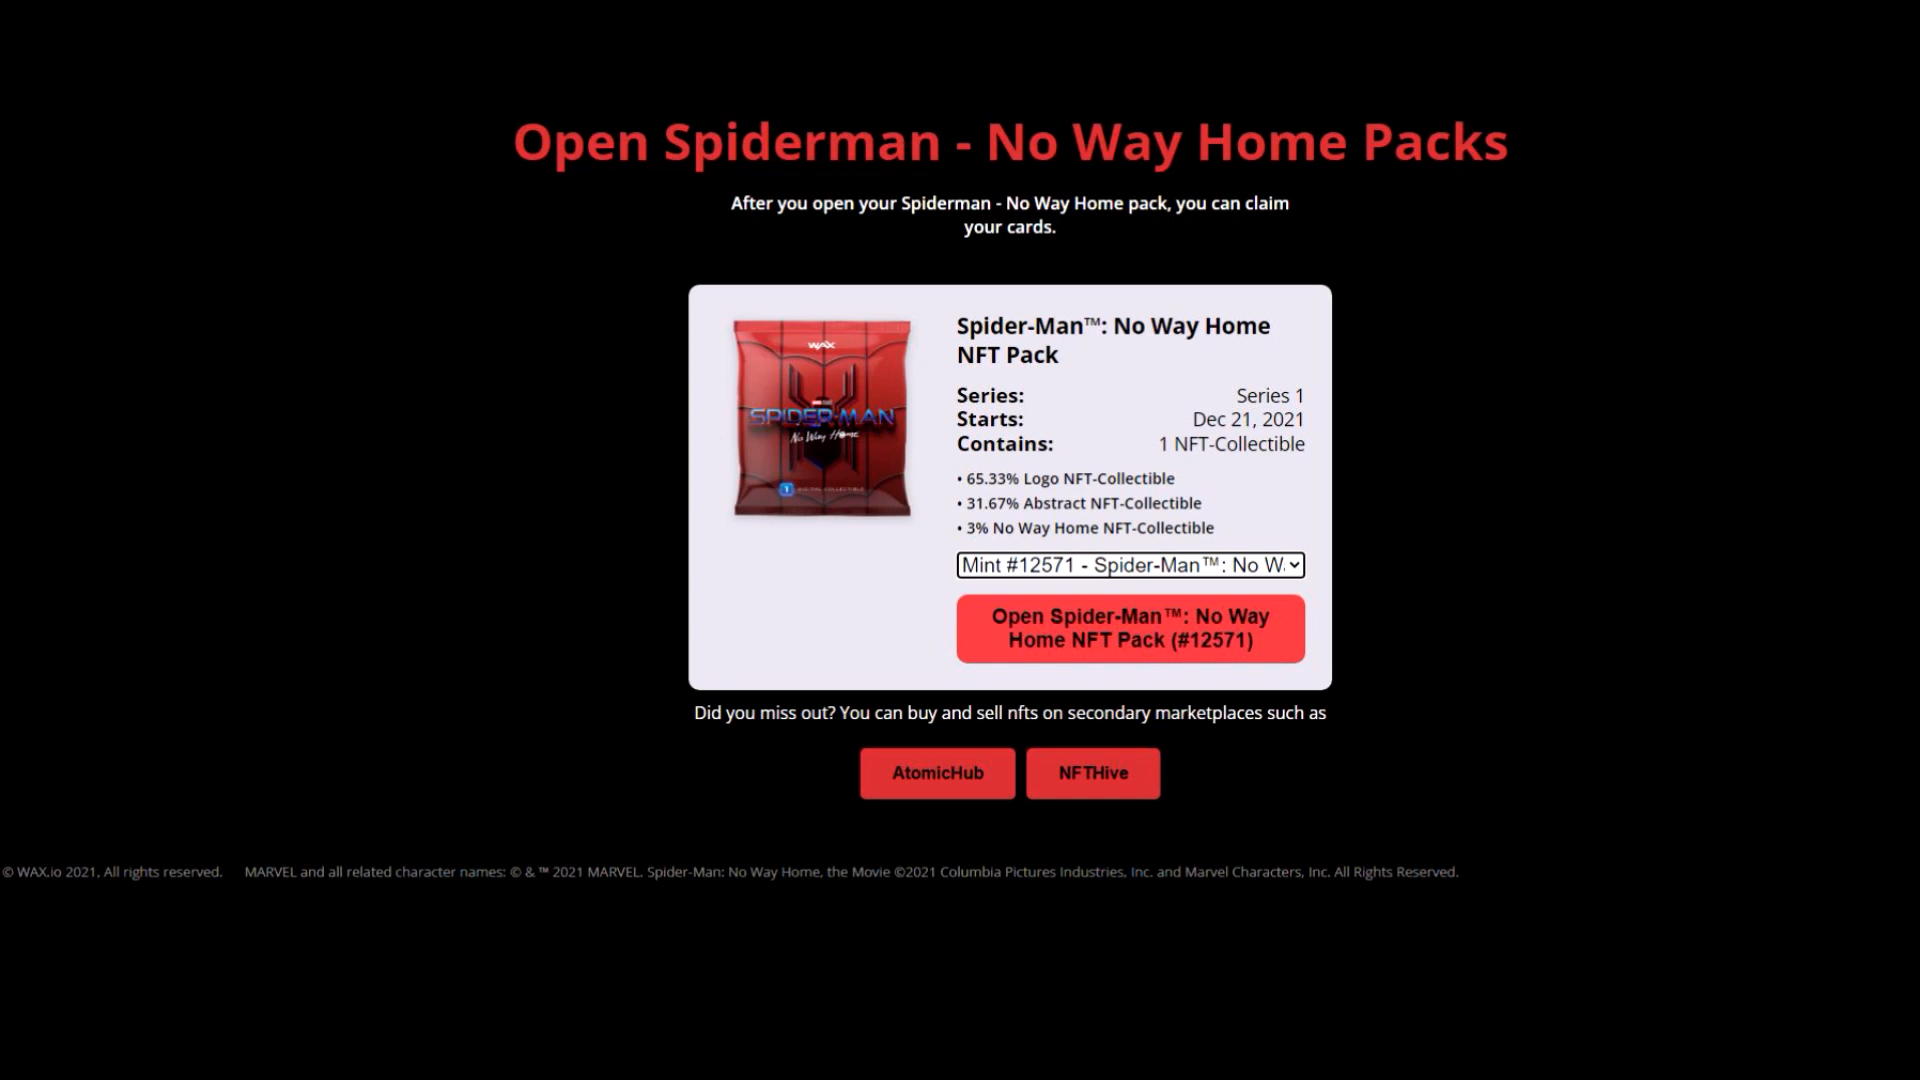 Open Spiderman - No Way Home Packs
After you open your Spiderman - No Way Home pack, you can claim
your cards.
WAX
SPIDER-MAN
No Way Home
1 DIGITAL COLLECTIBLE
Spider-Man™: No Way Home
NFT Pack
Series: Series 1
Starts: Dec 21, 2021
Contains: 1 NFT-Collectible
• 65.33% Logo NFT-Collectible
• 31.67% Abstract NFT-Collectible
• 3% No Way Home NFT-Collectible
Mint #12571 - Spider-Man™: No W
Open Spider-Man™: No Way
Home NFT Pack (#12571)
Did you miss out? You can buy and sell nfts on secondary marketplaces such as
AtomicHub NFTHive
© WAX.io 2021, All rights reserved. MARVEL and all related character names: © & ™ 2021 MARVEL. Spider-Man: No Way Home, the Movie ©2021 Columbia Pictures Industries, Inc. and Marvel Characters, Inc. All Rights Reserved.